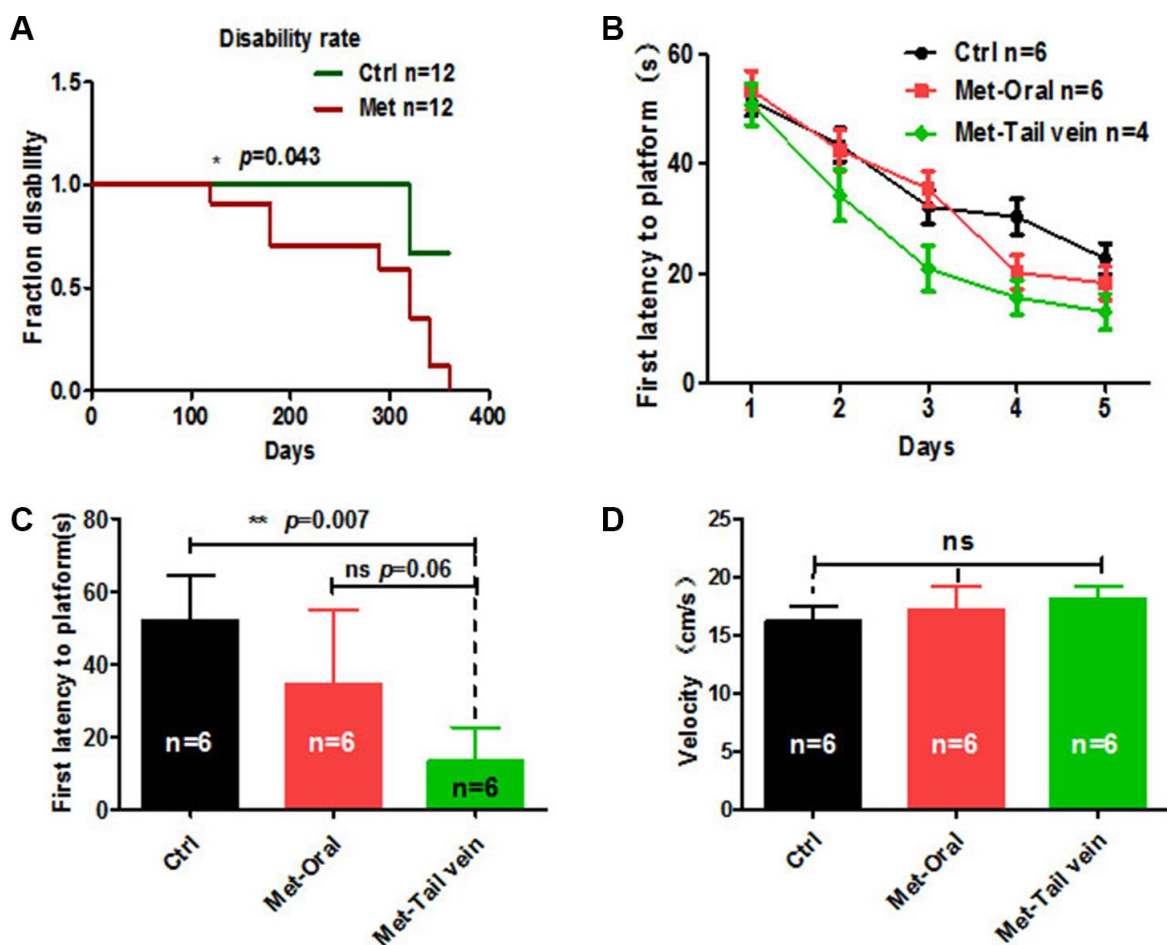 A
Disability rate
Ctrl n=12
Met n=12
* p=0.043
1.5
1.0
0.5
0.0
Fraction disability
0
100
200
300
400
Days
B
Ctrl n=6
Met-Oral n=6
Met-Tail vein n=4
60
40
20
0
First latency to platform (s)
1
2
3
4
5
Days
C
** p=0.007
ns p=0.06
80
60
40
20
0
First latency to platform(s)
n=6
n=6
n=6
Ctrl
Met-Oral
Met-Tail vein
D
ns
25
20
15
10
5
0
Velocity (cm/s)
n=6
n=6
n=6
Ctrl
Met-Oral
Met-Tail vein